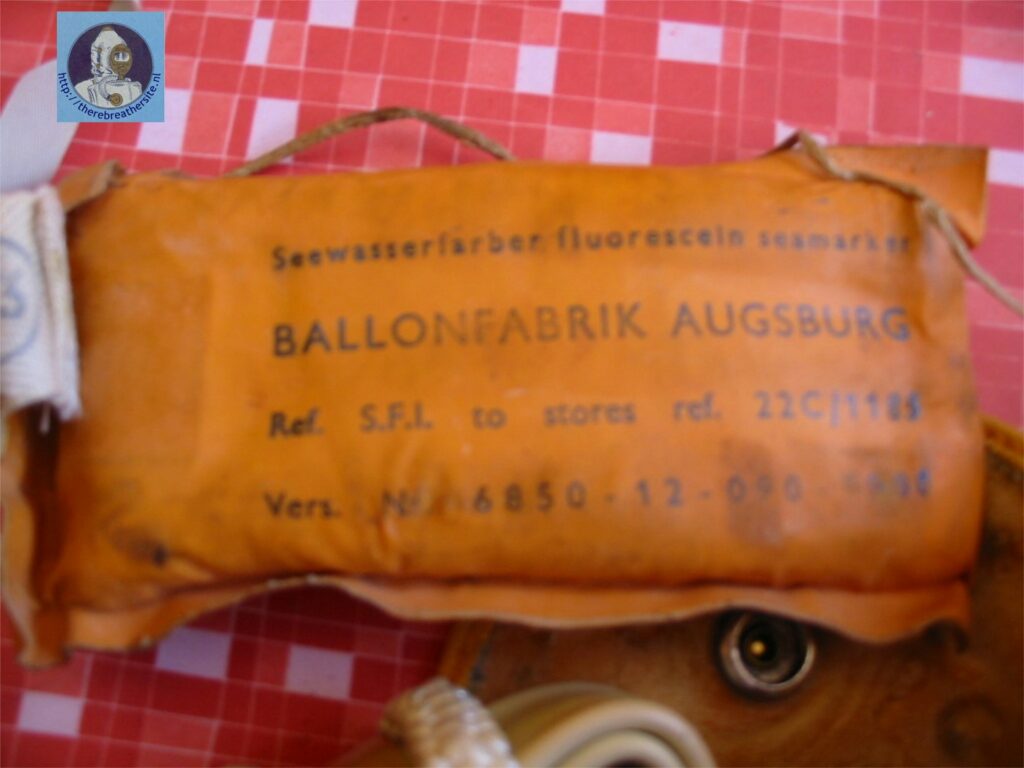 http://therebreathersite.nl
Seewasserfärber fluorescein seamarker
BALLONFABRIK AUGSBURG
Ref. S.F.I. to stores ref. 22C/1185
Vers. Nr. 6850-12-090-
3